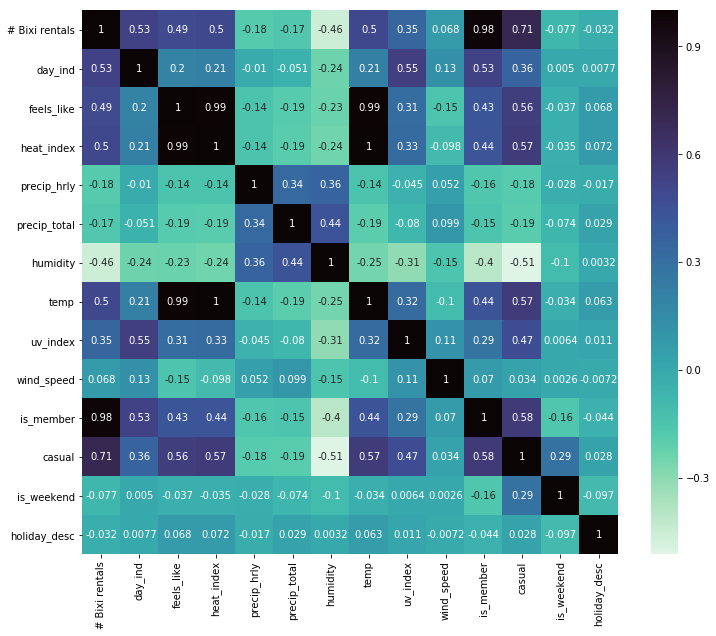 # Bixi rentals 1 0.53 0.49 0.5 -0.18 -0.17 -0.46 0.5 0.35 0.068 0.98 0.71 -0.077 -0.032
day_ind 0.53 1 0.2 0.21 -0.01 -0.051 -0.24 0.21 0.55 0.13 0.53 0.36 0.005 0.0077
feels_like 0.49 0.2 1 0.99 -0.14 -0.19 -0.23 0.99 0.31 -0.15 0.43 0.56 -0.037 0.068
heat_index 0.5 0.21 0.99 1 -0.14 -0.19 -0.24 1 0.33 -0.098 0.44 0.57 -0.035 0.072
precip_hrly -0.18 -0.01 -0.14 -0.14 1 0.34 0.36 -0.14 -0.045 0.052 -0.16 -0.18 -0.028 -0.017
precip_total -0.17 -0.051 -0.19 -0.19 0.34 1 0.44 -0.19 -0.08 0.099 -0.15 -0.19 -0.074 0.029
humidity -0.46 -0.24 -0.23 -0.24 0.36 0.44 1 -0.25 -0.31 -0.15 -0.4 -0.51 -0.1 0.0032
temp 0.5 0.21 0.99 1 -0.14 -0.19 -0.25 1 0.32 -0.1 0.44 0.57 -0.034 0.063
uv_index 0.35 0.55 0.31 0.33 -0.045 -0.08 -0.31 0.32 1 0.11 0.29 0.47 0.0064 0.011
wind_speed 0.068 0.13 -0.15 -0.098 0.052 0.099 -0.15 -0.1 0.11 1 0.07 0.034 0.0026 -0.0072
is_member 0.98 0.53 0.43 0.44 -0.16 -0.15 -0.4 0.44 0.29 0.07 1 0.58 -0.16 -0.044
casual 0.71 0.36 0.56 0.57 -0.18 -0.19 -0.51 0.57 0.47 0.034 0.58 1 0.29 0.028
is_weekend -0.077 0.005 -0.037 -0.035 -0.028 -0.074 -0.1 -0.034 0.0064 0.0026 -0.16 0.29 1 -0.097
holiday_desc -0.032 0.0077 0.068 0.072 -0.017 0.029 0.0032 0.063 0.011 -0.0072 -0.044 0.028 -0.097 1
# Bixi rentals
day_ind
feels_like
heat_index
precip_hrly
precip_total
humidity
temp
uv_index
wind_speed
is_member
casual
is_weekend
holiday_desc
0.9
0.6
0.3
0.0
-0.3